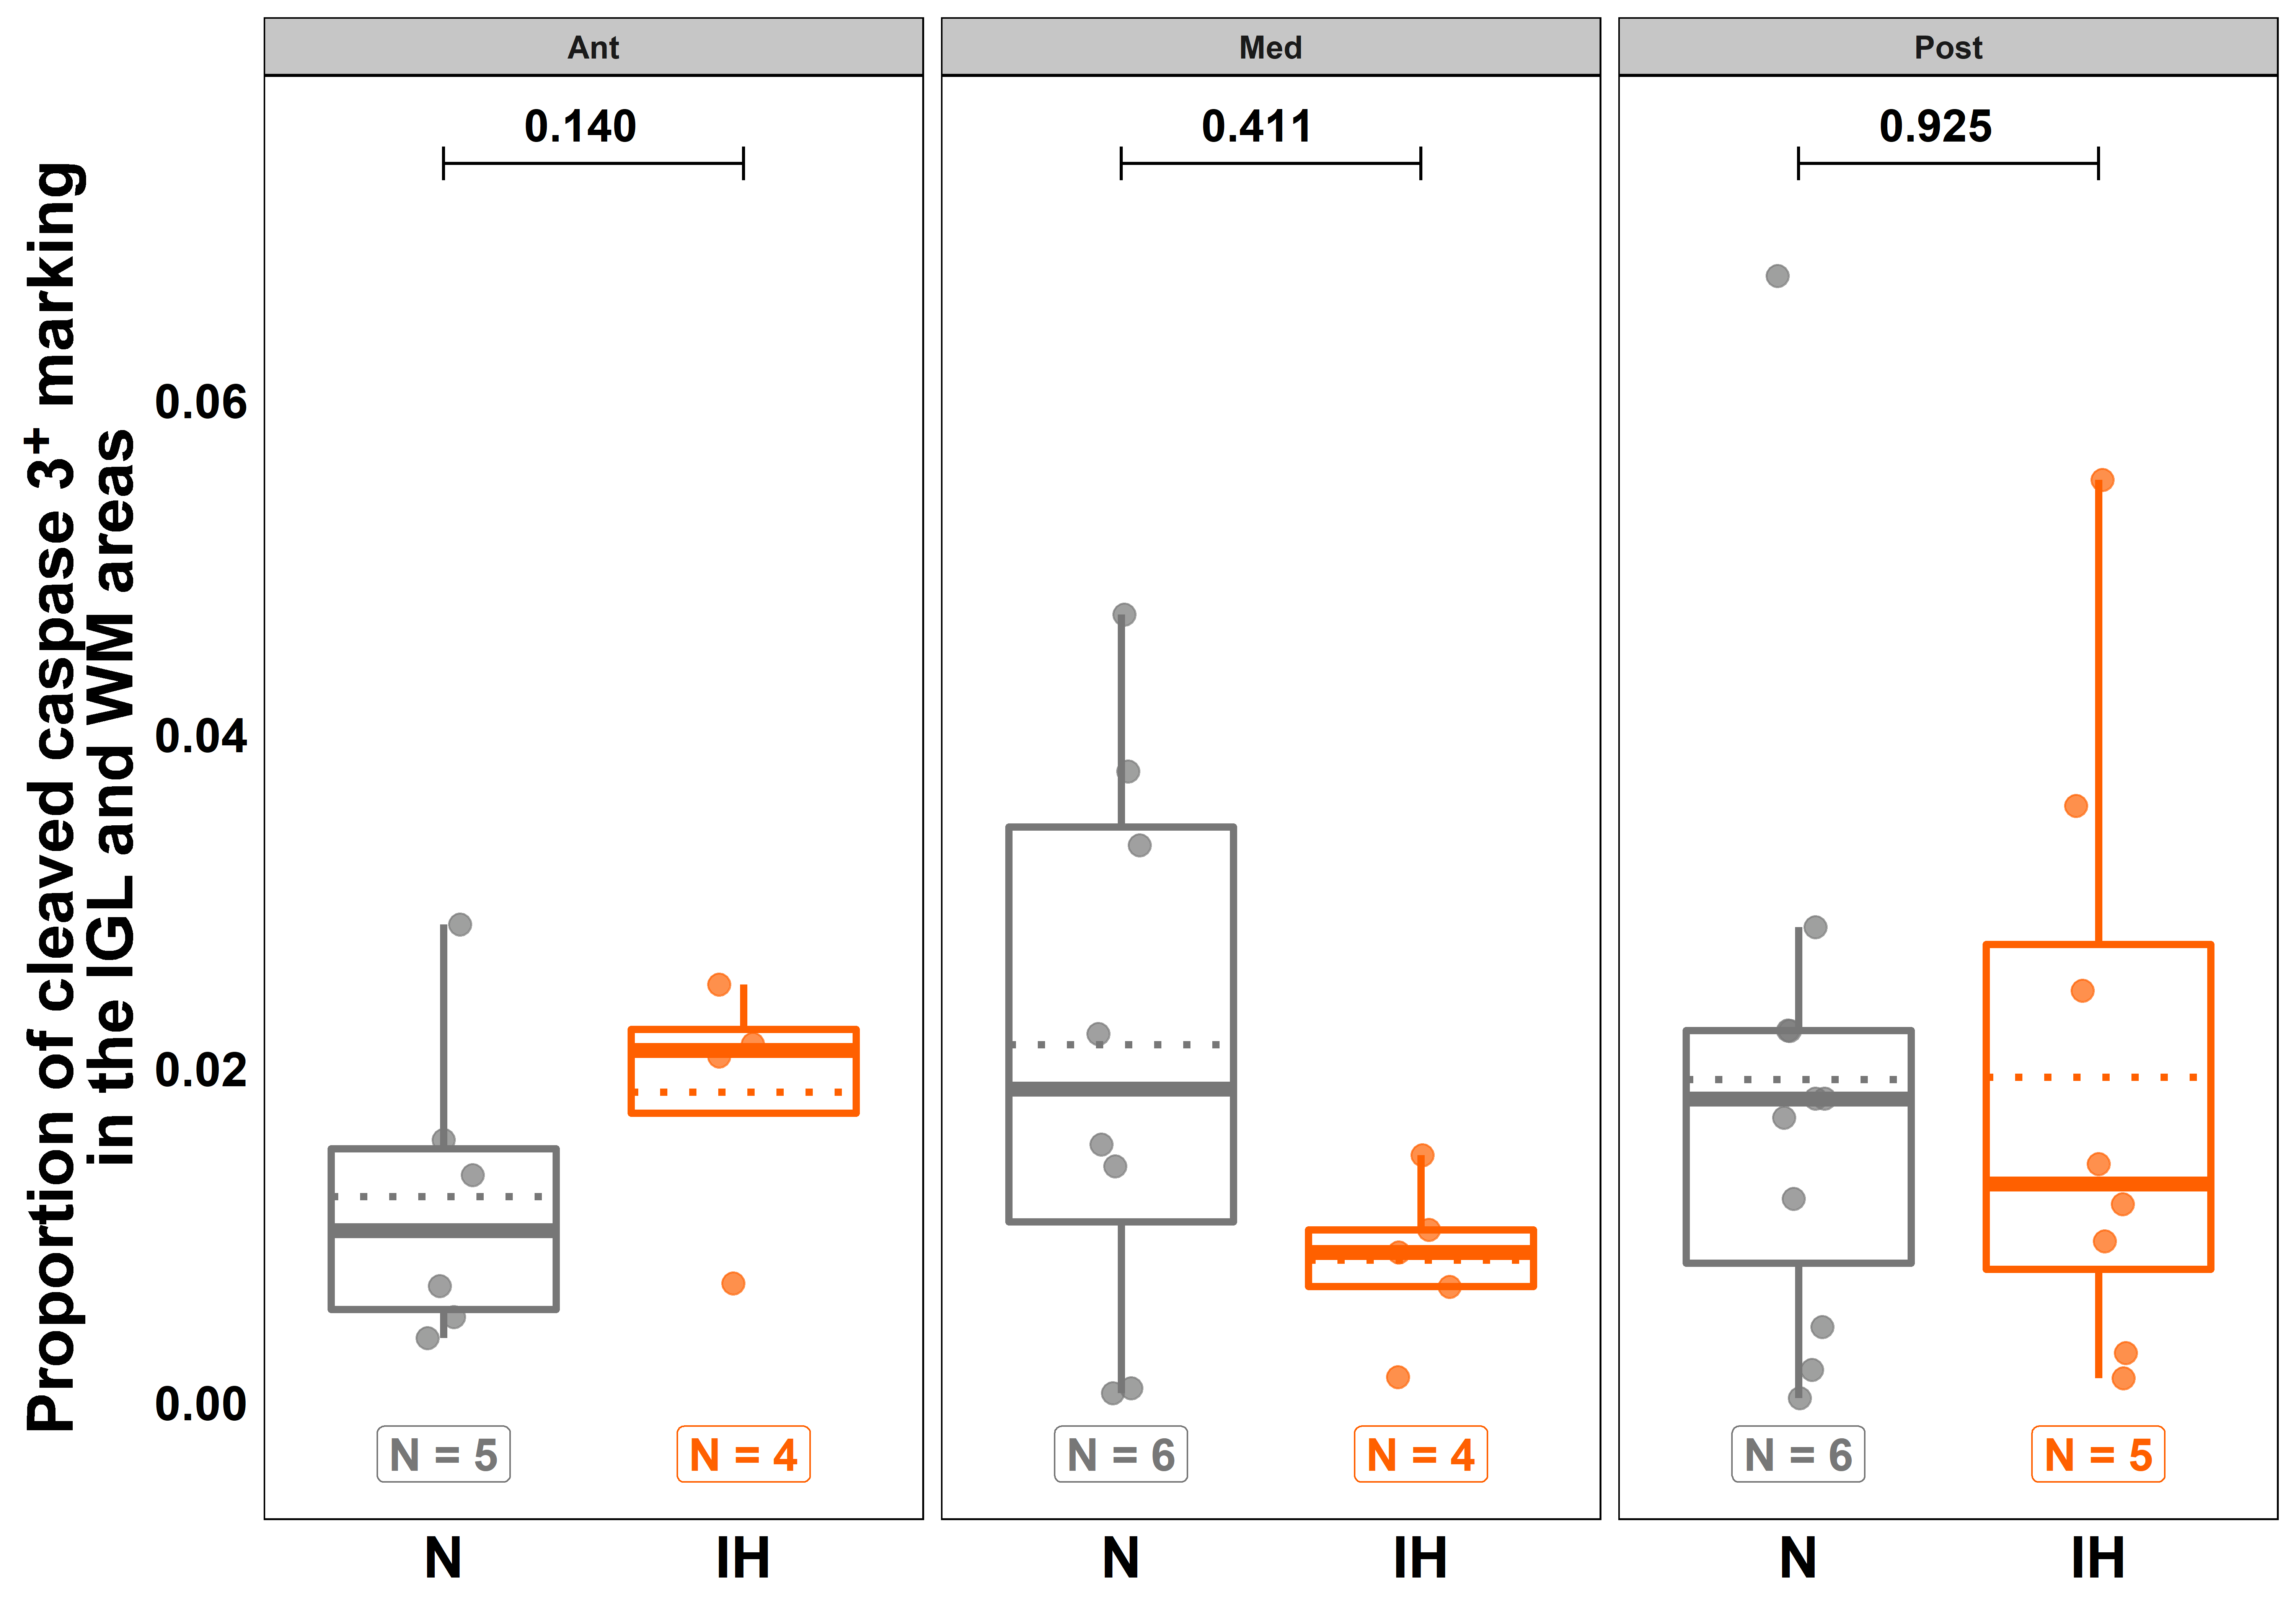 Ant
Med
Post
0.140
0.411
0.925
Proportion of cleaved caspase 3⁺ marking
in the IGL and WM areas
0.06
0.04
0.02
0.00
N = 5
N = 4
N = 6
N = 4
N = 6
N = 5
N
IH
N
IH
N
IH